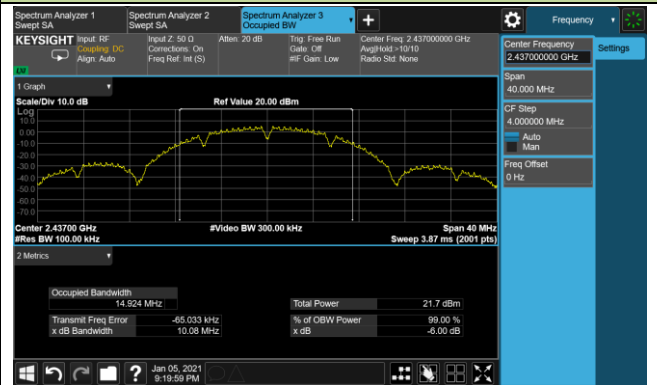 Spectrum Analyzer 1
Swept SA
Spectrum Analyzer 2
Swept SA
Spectrum Analyzer 3
Occupied BW
Frequency
KEYSIGHT
Input: RF
Coupling: DC
Align: Auto
Input Z: 50 Ω
Corrections: On
Freq Ref: Int (S)
Atten: 20 dB
Trig: Free Run
Gate: Off
#IF Gain: Low
Center Freq: 2.437000000 GHz
Avg|Hold:>10/10
Radio Std: None
Center Frequency
2.437000000 GHz
Settings
Span
40.000 MHz
CF Step
4.000000 MHz
Auto
Man
Freq Offset
0 Hz
1 Graph
Scale/Div 10.0 dB
Ref Value 20.00 dBm
Log
10.0
0.00
-10.0
-20.0
-30.0
-40.0
-50.0
-60.0
-70.0
Center 2.43700 GHz
#Video BW 300.00 kHz
Span 40 MHz
#Res BW 100.00 kHz
Sweep 3.87 ms (2001 pts)
2 Metrics
Occupied Bandwidth
14.924 MHz
Total Power
21.7 dBm
Transmit Freq Error
-65.033 kHz
% of OBW Power
99.00 %
x dB Bandwidth
10.08 MHz
x dB
-6.00 dB
Jan 05, 2021
9:19:59 PM